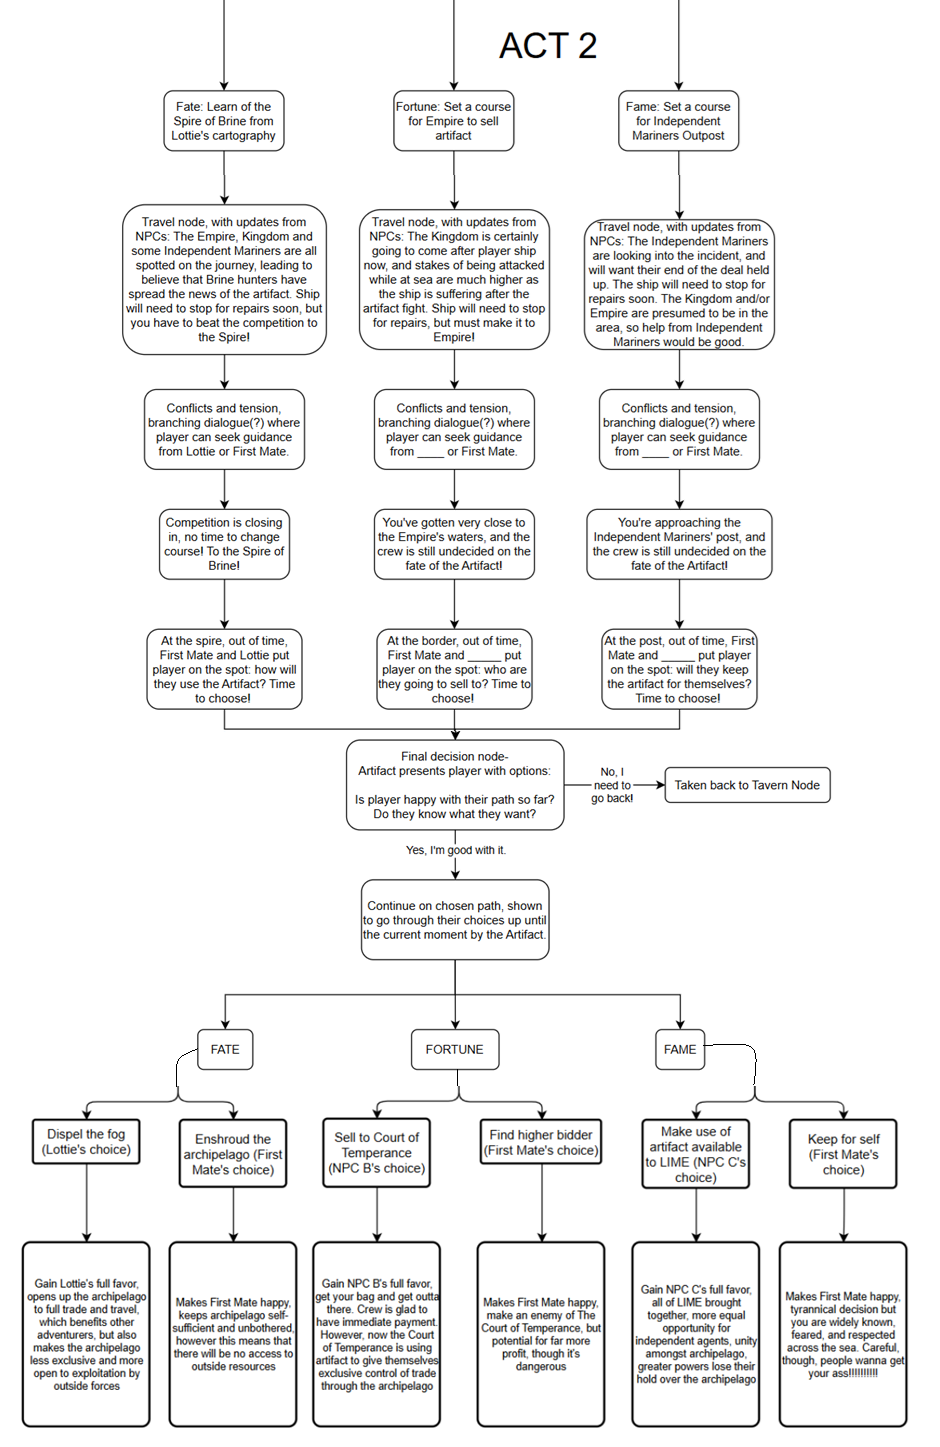 ACT 2
Fate: Learn of the
Spire of Brine from
Lottie's cartography
Fortune: Set a course
for Empire to sell
artifact
Fame: Set a course
for Independent
Mariners Outpost
Travel node, with updates from
NPCs: The Empire, Kingdom and
some Independent Mariners are all
spotted on the journey, leading to
believe that Brine hunters have
spread the news of the artifact. Ship
will need to stop for repairs soon, but
you have to beat the competition to
the Spire!
Travel node, with updates from
NPCs: The Kingdom is certainly
going to come after player ship
now, and stakes of being attacked
while at sea are much higher as
the ship is suffering after the
artifact fight. Ship will need to stop
for repairs, but must make it to
Empire!
Travel node, with updates from
NPCs: The Independent Mariners
are looking into the incident, and
will want their end of the deal held
up. The ship will need to stop for
repairs soon. The Kingdom and/or
Empire are presumed to be in the
area, so help from Independent
Mariners would be good.
Conflicts and tension,
branching dialogue(?) where
player can seek guidance
from Lottie or First Mate.
Conflicts and tension,
branching dialogue(?) where
player can seek guidance
from ____ or First Mate.
Conflicts and tension,
branching dialogue(?) where
player can seek guidance
from ____ or First Mate.
Competition is closing
in, no time to change
course! To the Spire of
Brine!
You've gotten very close to
the Empire's waters, and the
crew is still undecided on the
fate of the Artifact!
You're approaching the
Independent Mariners' post, and
the crew is still undecided on the
fate of the Artifact!
At the spire, out of time,
First Mate and Lottie put
player on the spot: how will
they use the Artifact? Time
to choose!
At the border, out of time,
First Mate and _____ put
player on the spot: who are
they going to sell to? Time to
choose!
At the post, out of time, First
Mate and _____ put player
on the spot: will they keep
the artifact for themselves?
Time to choose!
Final decision node-
Artifact presents player with options:
Is player happy with their path so far?
Do they know what they want?
No, I
need to
go back!
Taken back to Tavern Node
Yes, I'm good with it.
Continue on chosen path, shown
to go through their choices up until
the current moment by the Artifact.
FATE
FORTUNE
FAME
Dispel the fog
(Lottie's choice)
Enshroud the
archipelago (First
Mate's choice)
Sell to Court of
Temperance
(NPC B's choice)
Find higher bidder
(First Mate's choice)
Make use of
artifact available
to LIME (NPC C's
choice)
Keep for self
(First Mate's
choice)
Gain Lottie's full favor,
opens up the archipelago
to full trade and travel,
which benefits other
adventurers, but also
makes the archipelago
less exclusive and more
open to exploitation by
outside forces
Makes First Mate happy,
keeps archipelago self-
sufficient and unbothered,
however this means that
there will be no access to
outside resources
Gain NPC B's full favor,
get your bag and get outta
there. Crew is glad to
have immediate payment.
However, now the Court
of Temperance is using
artifact to give themselves
exclusive control of trade
through the archipelago
Makes First Mate happy,
make an enemy of The
Court of Temperance, but
potential for far more
profit, though it's
dangerous
Gain NPC C's full favor,
all of LIME brought
together, more equal
opportunity for
independent agents, unity
amongst archipelago,
greater powers lose their
hold over the archipelago
Makes First Mate happy,
tyrannical decision but
you are widely known,
feared, and respected
across the sea. Careful,
though, people wanna get
your ass!!!!!!!!!!